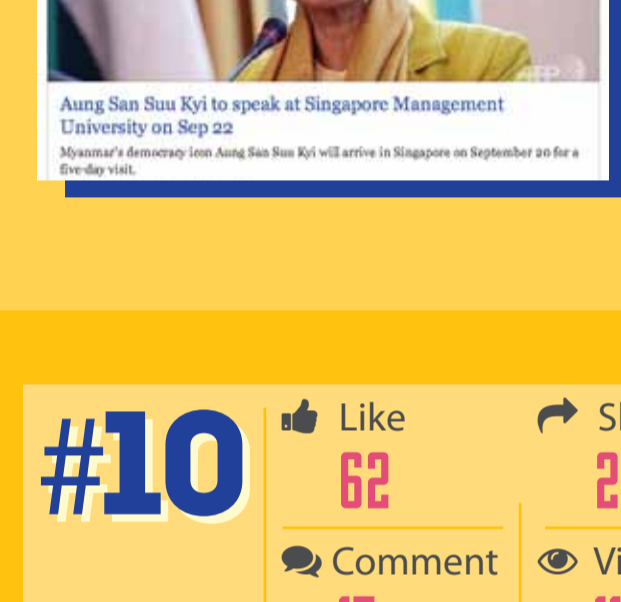 Aung San Suu Kyi to speak at Singapore Management
University on Sep 22
Myanmar's democracy icon Aung San Suu Kyi will arrive in Singapore on September 20 for a
five-day visit.
#10
Like
62
Comment